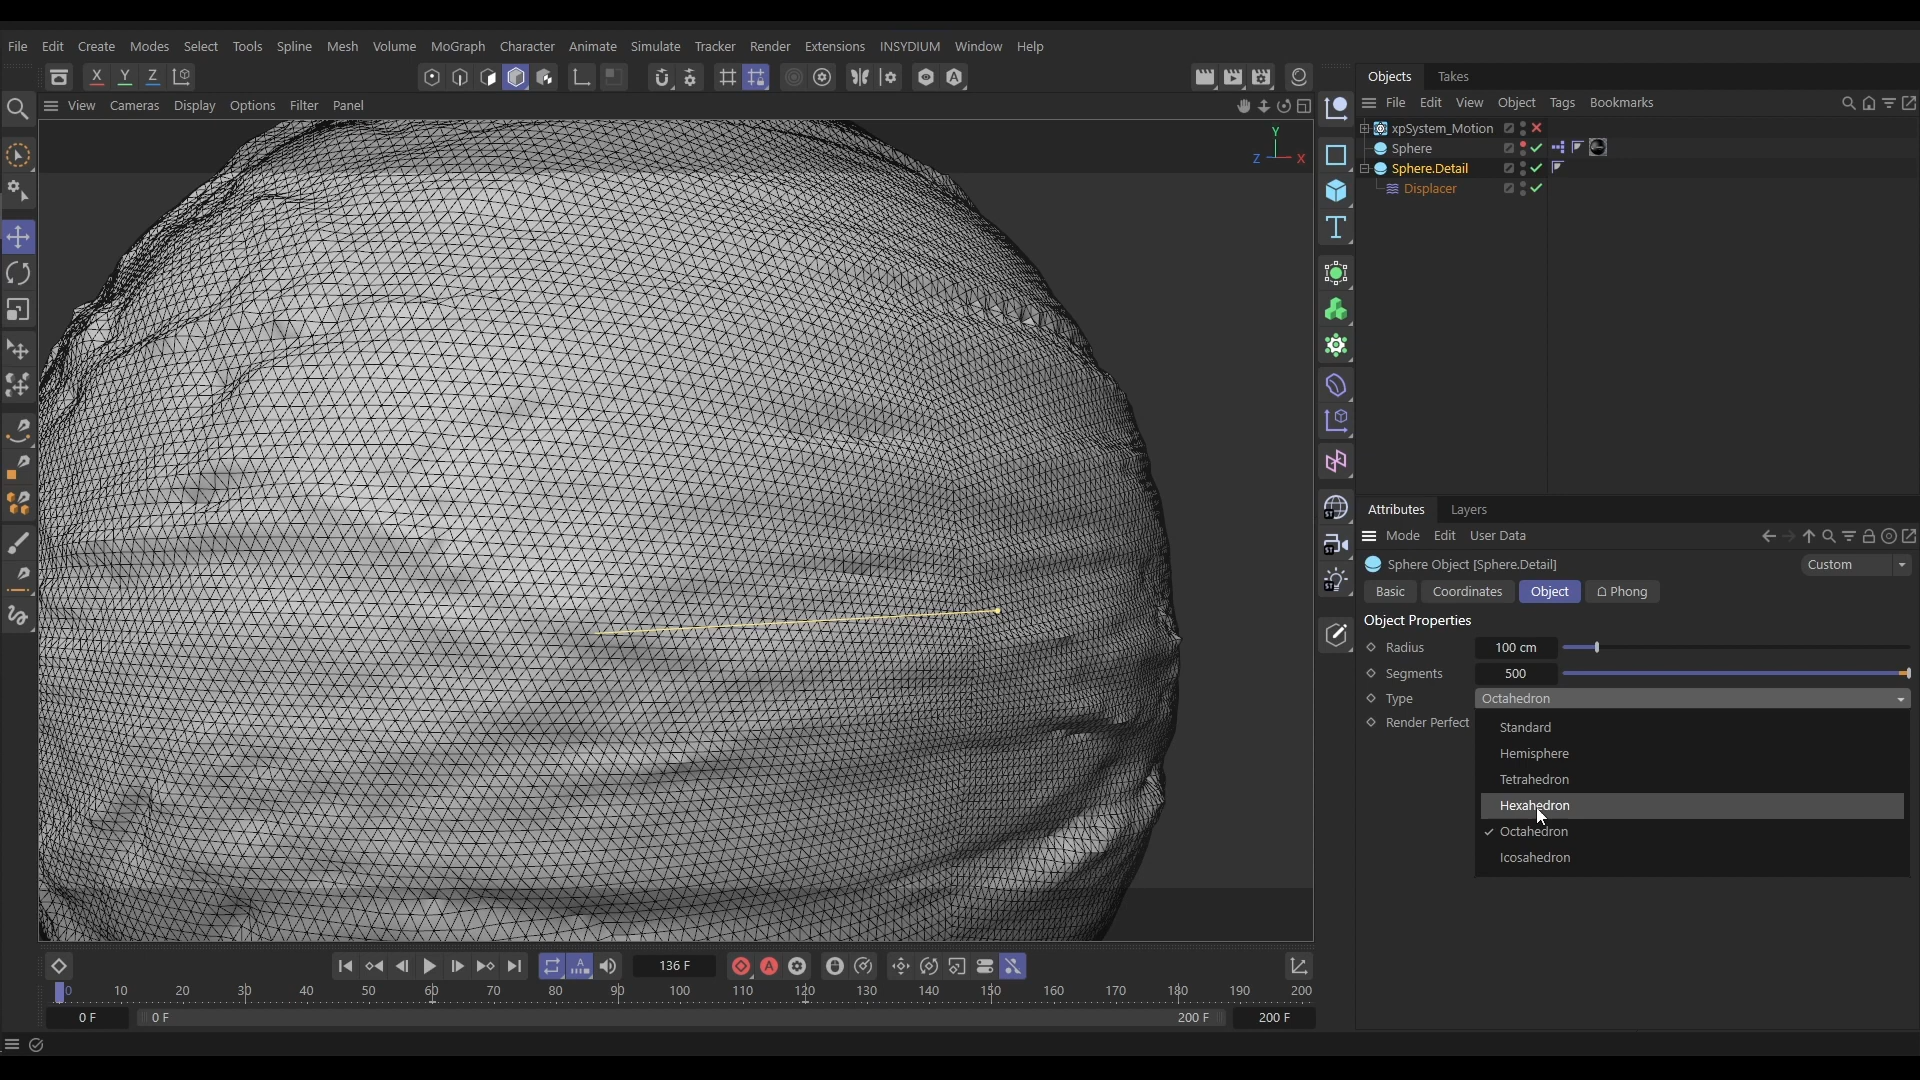 File Edit Create Modes Select Tools Spline Mesh Volume MoGraph Character Animate Simulate Tracker Render Extensions INSYDIUM Window Help
X Y Z
View Cameras Display Options Filter Panel
Y
Z X
Objects Takes
File Edit View Object Tags Bookmarks
xpSystem_Motion
Sphere
Sphere.Detail
Displacer
Attributes Layers
Mode Edit User Data
Sphere Object [Sphere.Detail] Custom
Basic Coordinates Object Phong
Object Properties
Radius 100 cm
Segments 500
Type Octahedron
Render Perfect
Standard
Hemisphere
Tetrahedron
Hexahedron
Octahedron
Icosahedron
136 F
0 10 20 30 40 50 60 70 80 90 100 110 120 130 140 150 160 170 180 190 200
0 F 0 F 200 F 200 F